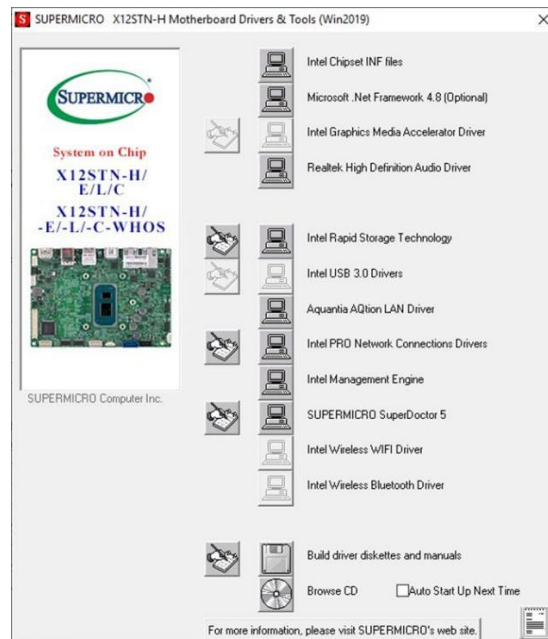 SUPERMICRO X12STN-H Motherboard Drivers & Tools (Win2019)
SUPERMICRO
System on Chip
X12STN-H/
E/L/C
X12STN-H/
-E/-L/-C-WHOS
SUPERMICRO Computer Inc.
Intel Chipset INF files
Microsoft .Net Framework 4.8 (Optional)
Intel Graphics Media Accelerator Driver
Realtek High Definition Audio Driver
Intel Rapid Storage Technology
Intel USB 3.0 Drivers
Aquantia AQtion LAN Driver
Intel PRO Network Connections Drivers
Intel Management Engine
SUPERMICRO SuperDoctor 5
Intel Wireless WIFI Driver
Intel Wireless Bluetooth Driver
Build driver diskettes and manuals
Browse CD Auto Start Up Next Time
For more information, please visit SUPERMICRO's web site.